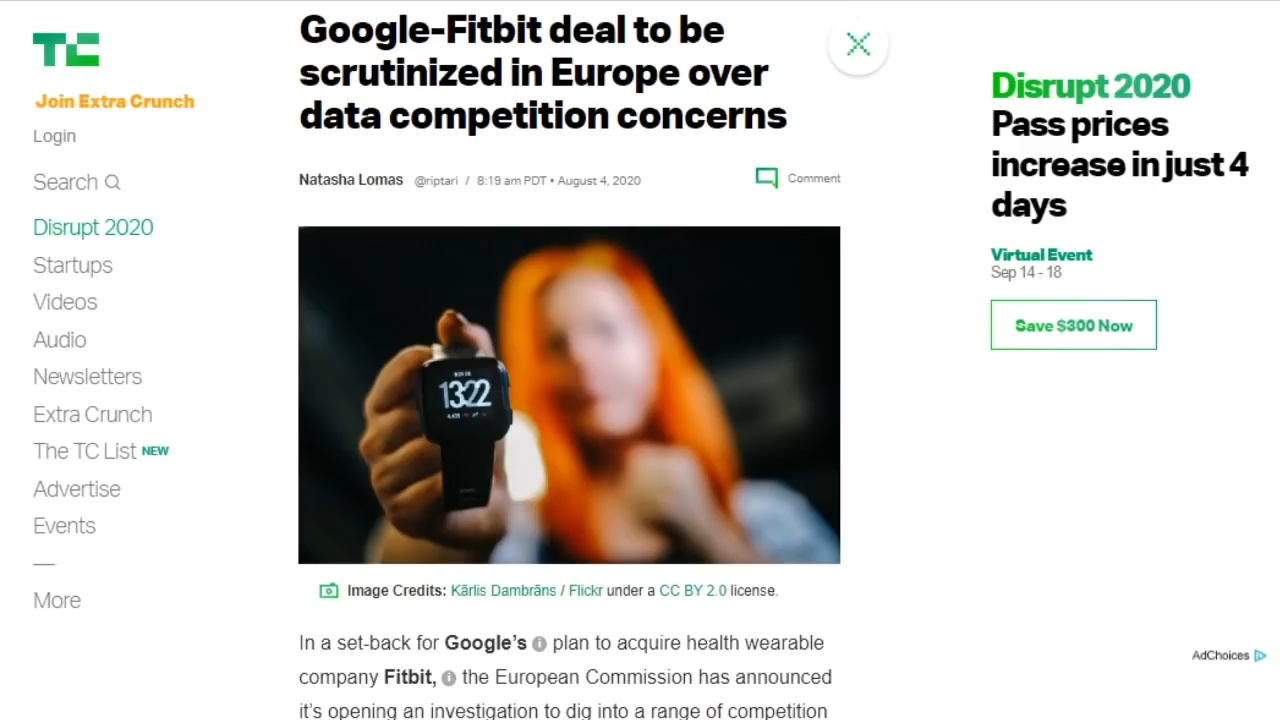 TC
Join Extra Crunch
Login
Search
Disrupt 2020
Startups
Videos
Audio
Newsletters
Extra Crunch
The TC List NEW
Advertise
Events
—
More
Google-Fitbit deal to be
scrutinized in Europe over
data competition concerns
Natasha Lomas @riptari / 8:19 am PDT • August 4, 2020
Comment
13:22
Image Credits: Kārlis Dambrāns / Flickr under a CC BY 2.0 license.
In a set-back for Google's plan to acquire health wearable
company Fitbit, the European Commission has announced
it's opening an investigation to dig into a range of competition
Disrupt 2020
Pass prices
increase in just 4
days
Virtual Event
Sep 14 - 18
Save $300 Now
AdChoices